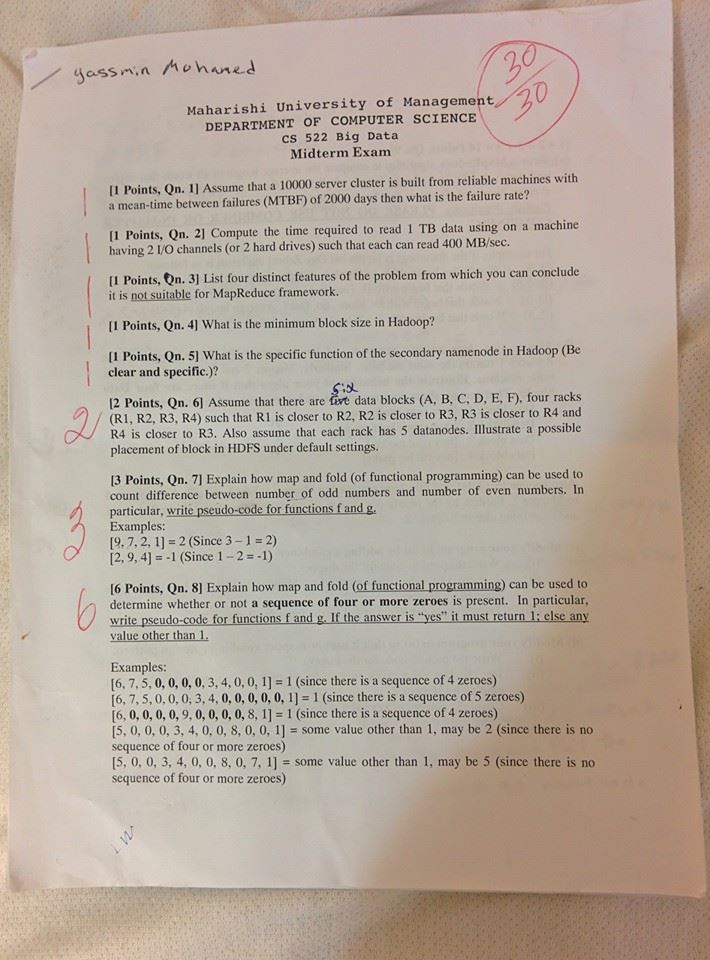 yassmin Mohamed
30
30
Maharishi University of Management
DEPARTMENT OF COMPUTER SCIENCE
CS 522 Big Data
Midterm Exam
1 [1 Points, Qn. 1] Assume that a 10000 server cluster is built from reliable machines with
a mean-time between failures (MTBF) of 2000 days then what is the failure rate?
1 [1 Points, Qn. 2] Compute the time required to read 1 TB data using on a machine
having 2 I/O channels (or 2 hard drives) such that each can read 400 MB/sec.
1 [1 Points, Qn. 3] List four distinct features of the problem from which you can conclude
it is not suitable for MapReduce framework.
1 [1 Points, Qn. 4] What is the minimum block size in Hadoop?
1 [1 Points, Qn. 5] What is the specific function of the secondary namenode in Hadoop (Be
clear and specific.)?
six
2 [2 Points, Qn. 6] Assume that there are five data blocks (A, B, C, D, E, F), four racks
(R1, R2, R3, R4) such that R1 is closer to R2, R2 is closer to R3, R3 is closer to R4 and
R4 is closer to R3. Also assume that each rack has 5 datanodes. Illustrate a possible
placement of block in HDFS under default settings.
3 [3 Points, Qn. 7] Explain how map and fold (of functional programming) can be used to
count difference between number of odd numbers and number of even numbers. In
particular, write pseudo-code for functions f and g.
Examples:
[9, 7, 2, 1] = 2 (Since 3 – 1 = 2)
[2, 9, 4] = -1 (Since 1 – 2 = -1)
6 [6 Points, Qn. 8] Explain how map and fold (of functional programming) can be used to
determine whether or not a sequence of four or more zeroes is present. In particular,
write pseudo-code for functions f and g. If the answer is “yes” it must return 1; else any
value other than 1.
Examples:
[6, 7, 5, 0, 0, 0, 0, 3, 4, 0, 0, 1] = 1 (since there is a sequence of 4 zeroes)
[6, 7, 5, 0, 0, 0, 3, 4, 0, 0, 0, 0, 0, 1] = 1 (since there is a sequence of 5 zeroes)
[6, 0, 0, 0, 0, 9, 0, 0, 0, 0, 8, 1] = 1 (since there is a sequence of 4 zeroes)
[5, 0, 0, 0, 3, 4, 0, 0, 8, 0, 0, 1] = some value other than 1, may be 2 (since there is no
sequence of four or more zeroes)
[5, 0, 0, 3, 4, 0, 0, 8, 0, 7, 1] = some value other than 1, may be 5 (since there is no
sequence of four or more zeroes)